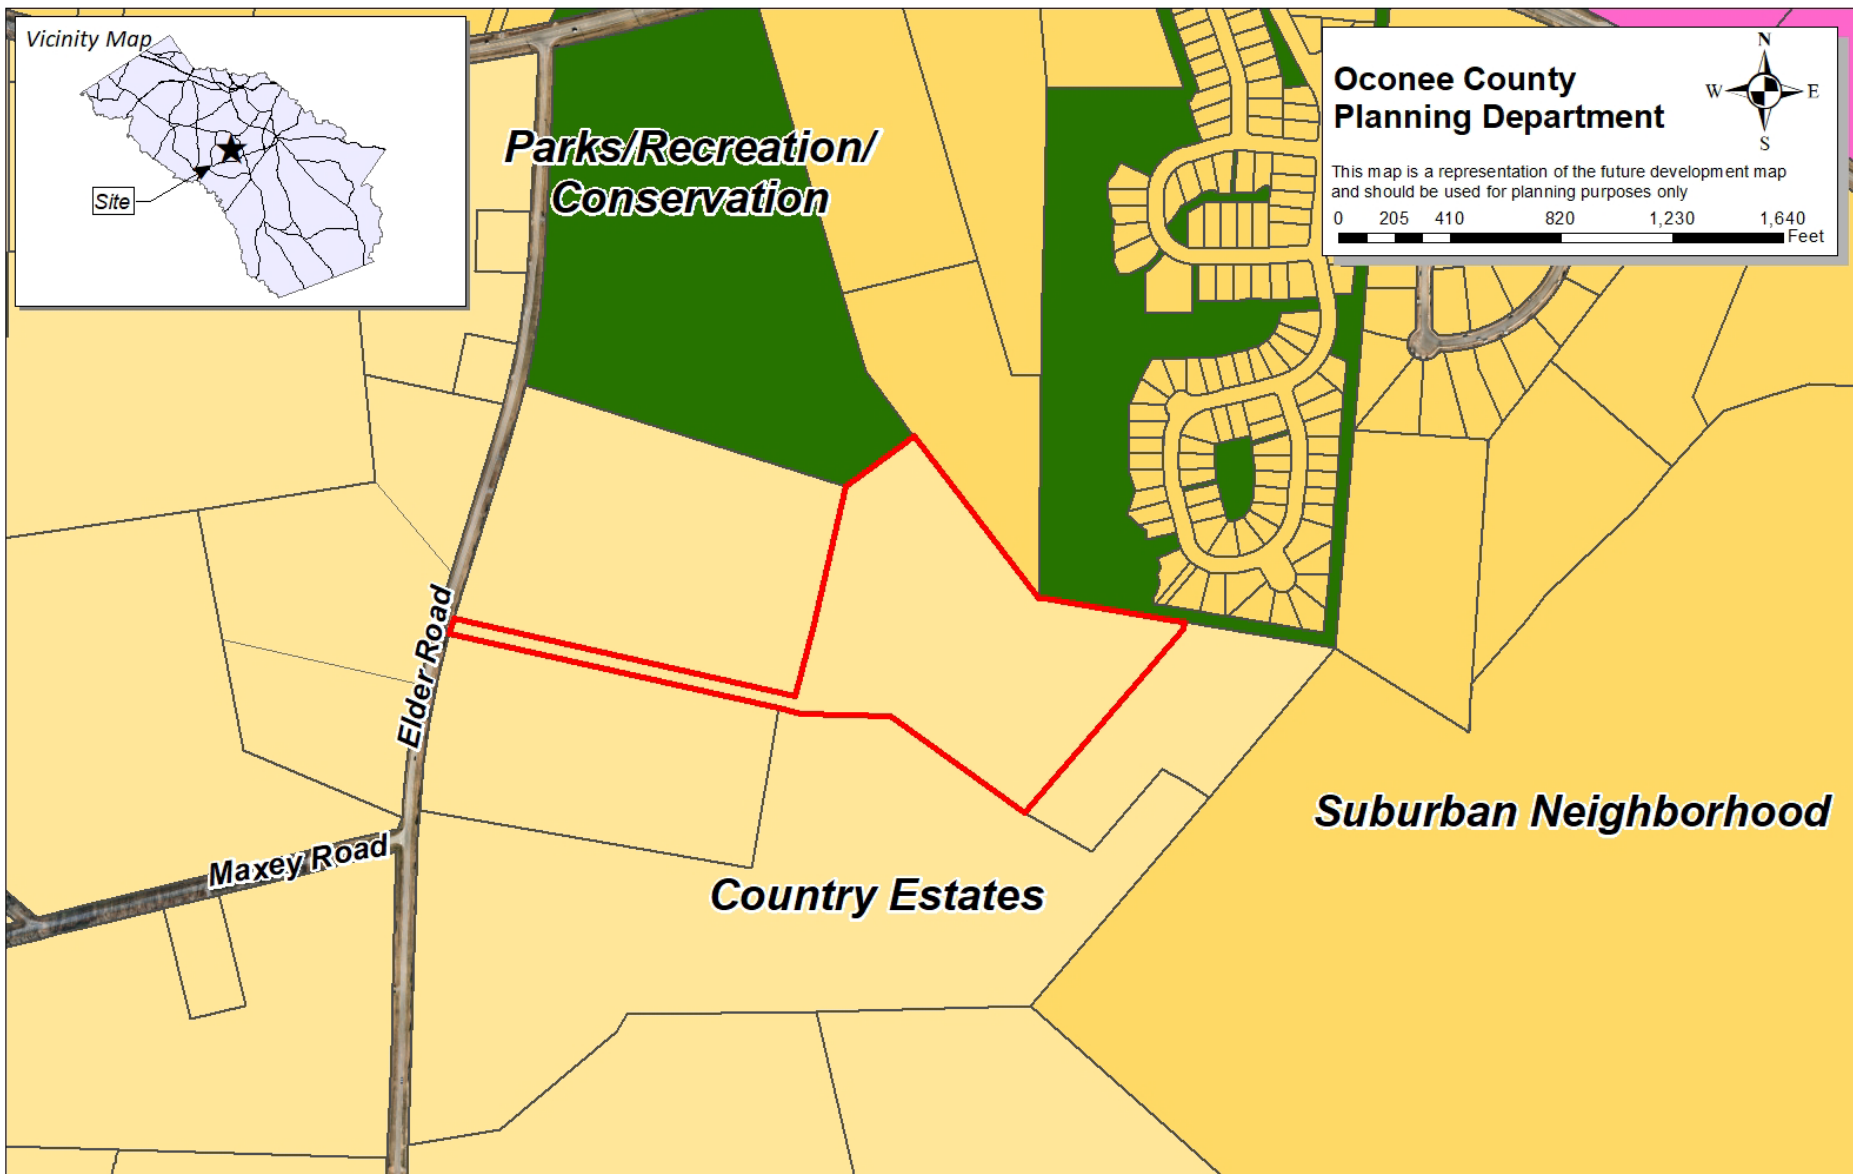 Vicinity Map
Site
Oconee County
Planning Department
N
W
E
S
This map is a representation of the future development map
and should be used for planning purposes only
0 205 410 820 1,230 1,640
Feet
Parks/Recreation/
Conservation
Elder Road
Maxey Road
Country Estates
Suburban Neighborhood